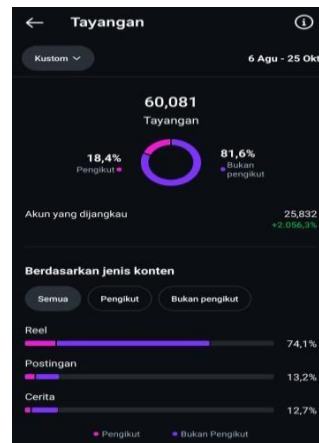 Tayangan
Kustom
6 Agu - 25 Okt
60,081
Tayangan
18,4%
Pengikut
81,6%
Bukan
pengikut
Akun yang dijangkau
25,832
+2.056,3%
Berdasarkan jenis konten
Semua
Pengikut
Bukan pengikut
Reel
74,1%
Postingan
13,2%
Cerita
12,7%
Pengikut
Bukan Pengikut